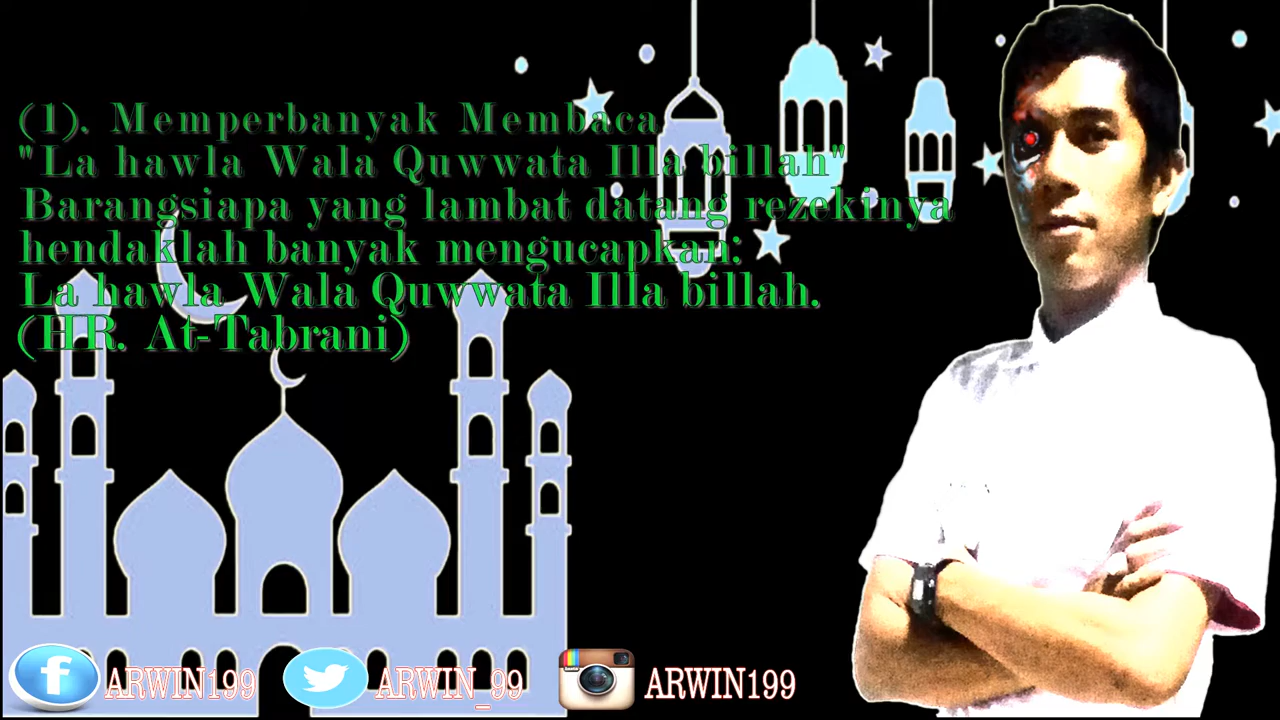 (1). Memperbanyak Membaca
"La hawla Wala Quwwata Illa billah"
Barangsiapa yang lambat datang rezekinya
hendaklah banyak mengucapkan:
La hawla Wala Quwwata Illa billah.
(HR. At-Tabrani)
ARWIN199 ARWIN_99 ARWIN199